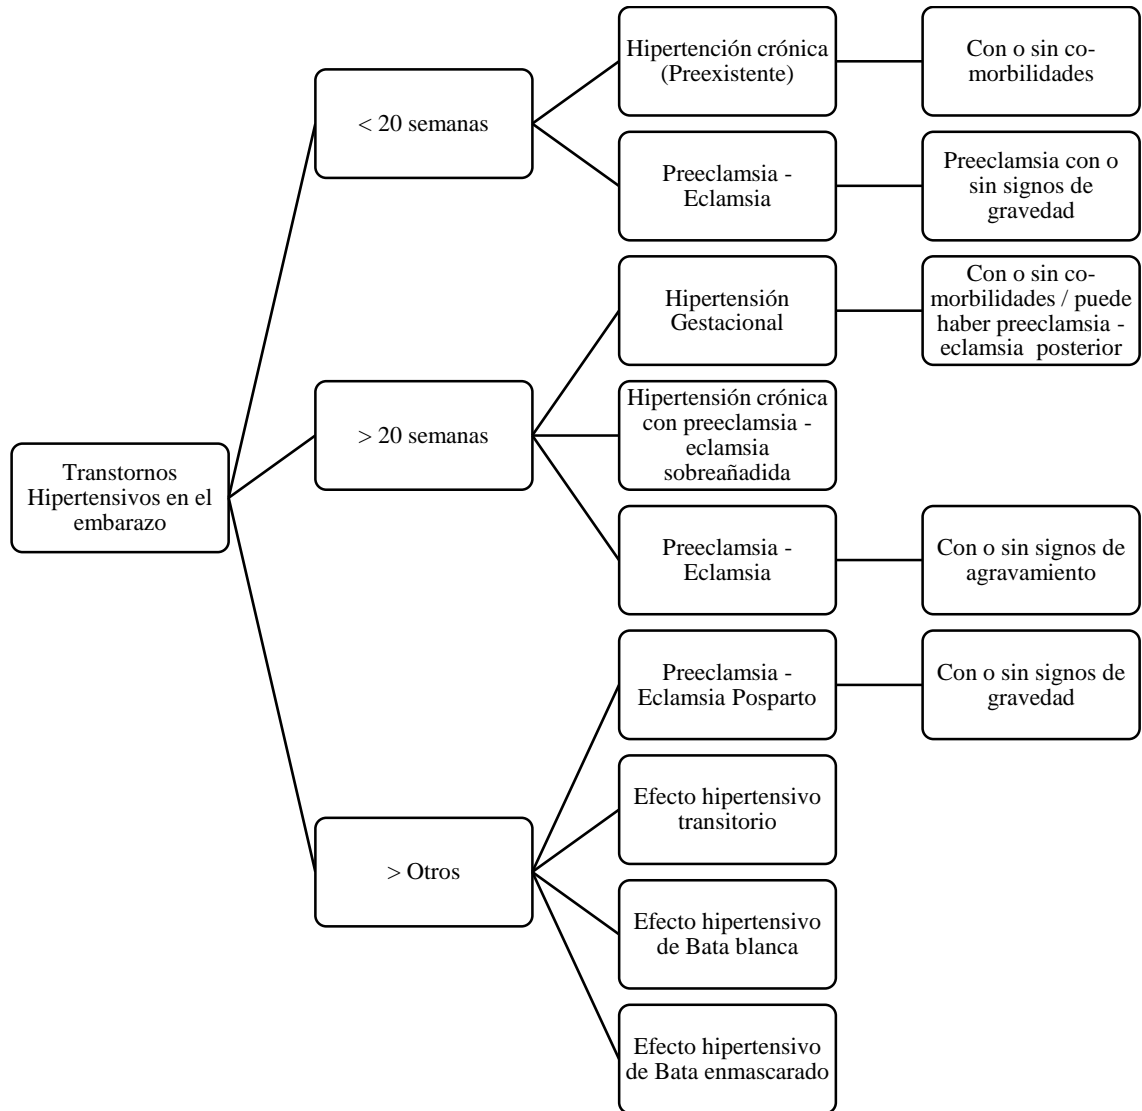 Transtornos
Hipertensivos en el
embarazo
< 20 semanas
Hipertención crónica
(Preexistente)
Con o sin co-
morbilidades
Preeclamsia -
Eclamsia
Preeclamsia con o
sin signos de
gravedad
> 20 semanas
Hipertensión
Gestacional
Con o sin co-
morbilidades / puede
haber preeclamsia -
eclamsia posterior
Hipertensión crónica
con preeclamsia -
eclamsia
sobreañadida
Preeclamsia -
Eclamsia
Con o sin signos de
agravamiento
> Otros
Preeclamsia -
Eclamsia Posparto
Con o sin signos de
gravedad
Efecto hipertensivo
transitorio
Efecto hipertensivo
de Bata blanca
Efecto hipertensivo
de Bata enmascarado